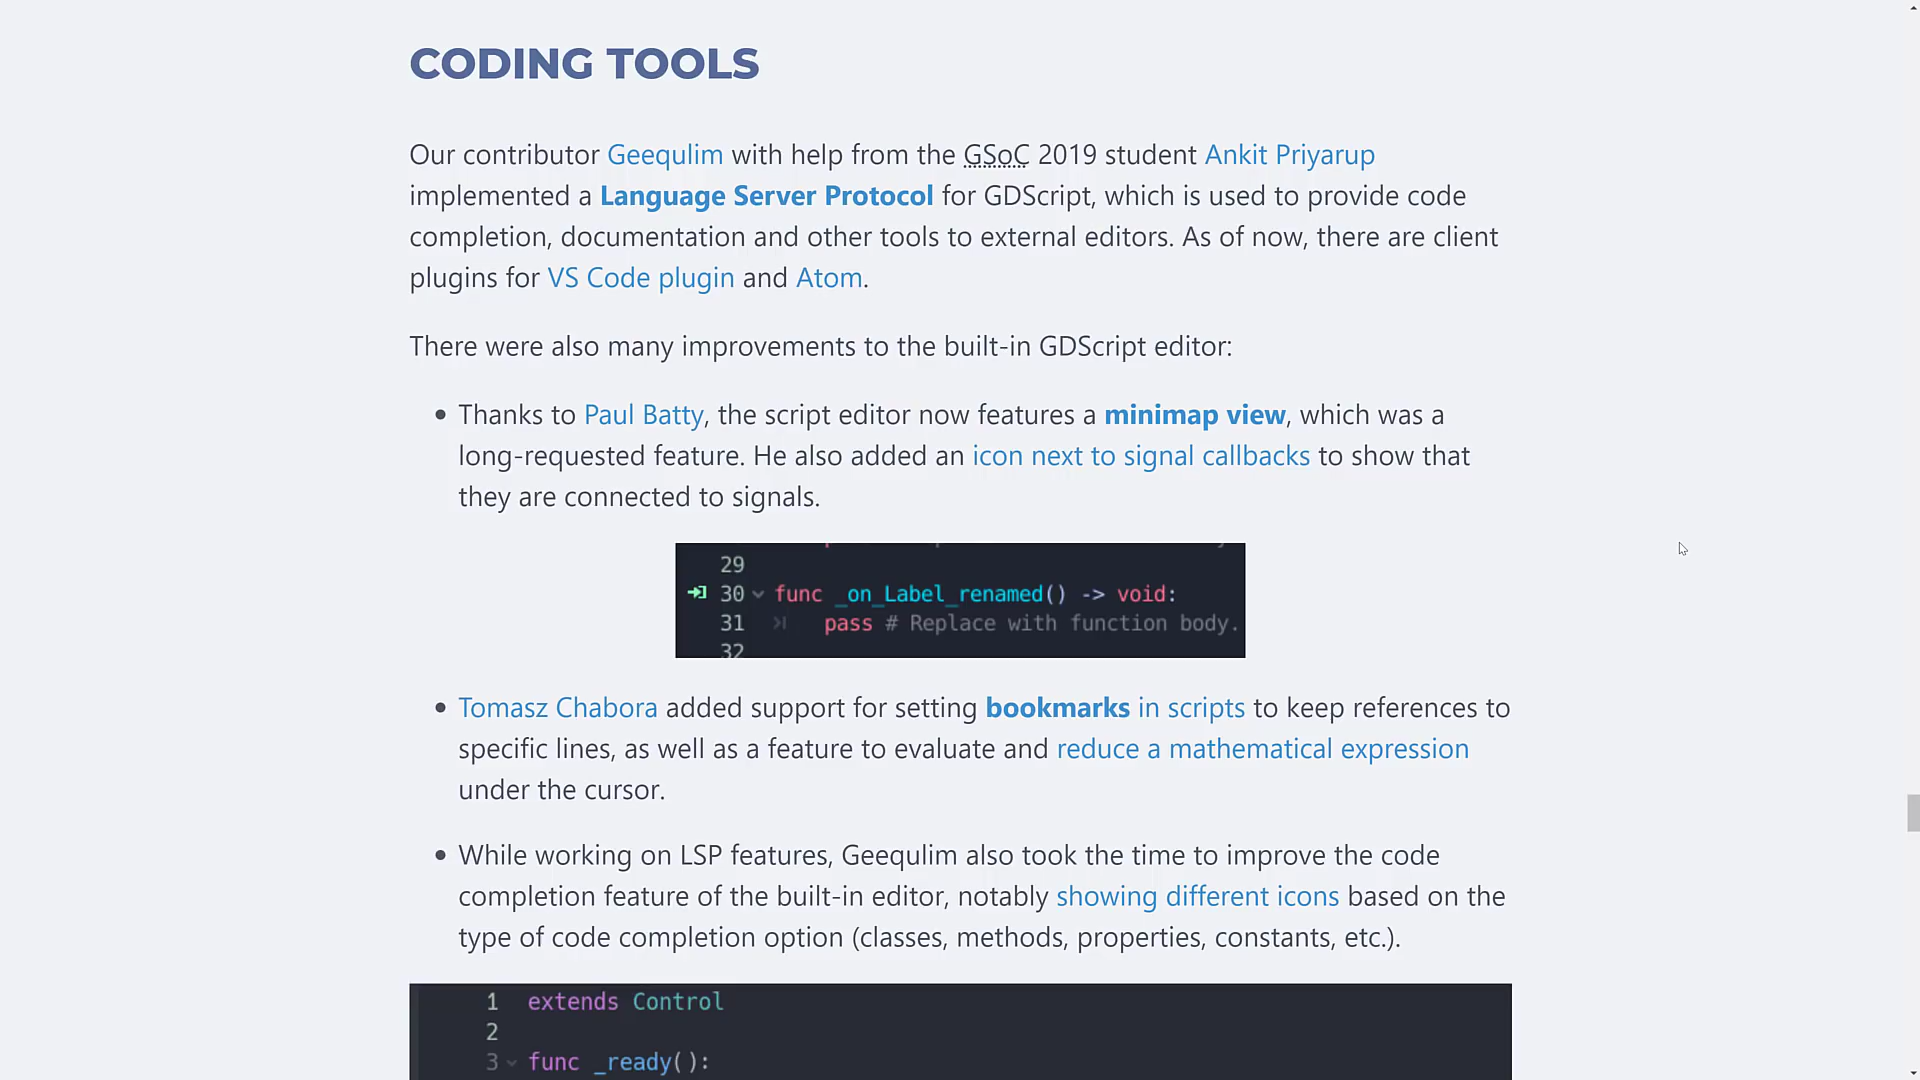 CODING TOOLS
Our contributor Geequlim with help from the GSoC 2019 student Ankit Priyarup
implemented a Language Server Protocol for GDScript, which is used to provide code
completion, documentation and other tools to external editors. As of now, there are client
plugins for VS Code plugin and Atom.
There were also many improvements to the built-in GDScript editor:
• Thanks to Paul Batty, the script editor now features a minimap view, which was a
long-requested feature. He also added an icon next to signal callbacks to show that
they are connected to signals.
29
30 func _on_Label_renamed() -> void:
31 pass # Replace with function body.
32
• Tomasz Chabora added support for setting bookmarks in scripts to keep references to
specific lines, as well as a feature to evaluate and reduce a mathematical expression
under the cursor.
• While working on LSP features, Geequlim also took the time to improve the code
completion feature of the built-in editor, notably showing different icons based on the
type of code completion option (classes, methods, properties, constants, etc.).
1 extends Control
2
3 func _ready():